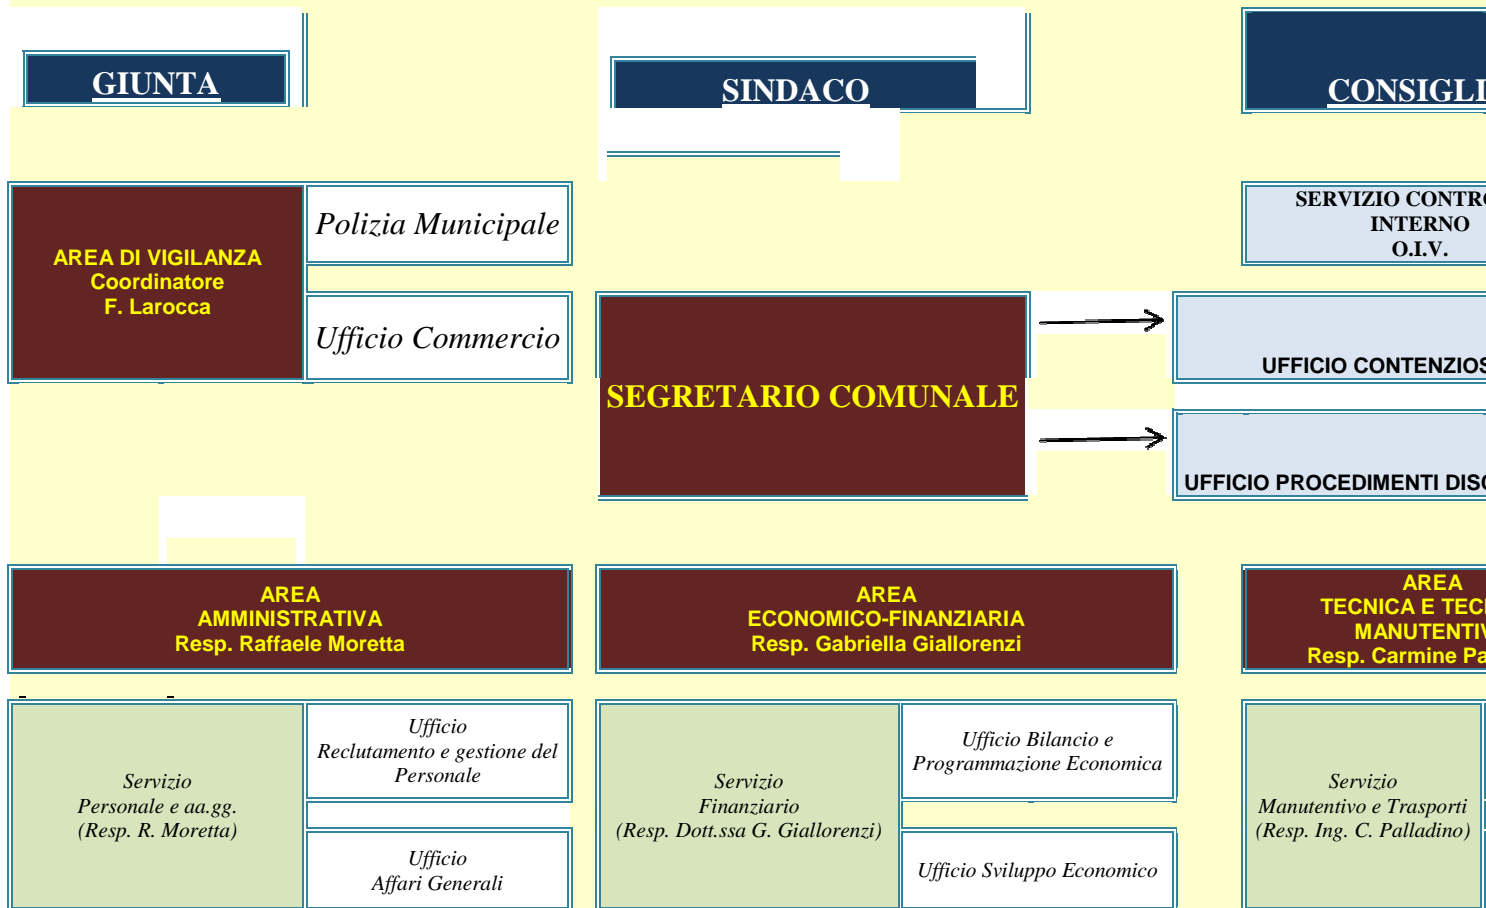 GIUNTA
SINDACO
CONSIGLI
AREA DI VIGILANZA
Coordinatore
F. Larocca
Polizia Municipale
Ufficio Commercio
SERVIZIO CONTRO
INTERNO
O.I.V.
SEGRETARIO COMUNALE
UFFICIO CONTENZIOS
UFFICIO PROCEDIMENTI DISC
AREA
AMMINISTRATIVA
Resp. Raffaele Moretta
AREA
ECONOMICO-FINANZIARIA
Resp. Gabriella Giallorenzi
AREA
TECNICA E TEC
MANUTENTIV
Resp. Carmine Pa
Servizio
Personale e aa.gg.
(Resp. R. Moretta)
Ufficio
Reclutamento e gestione del
Personale
Ufficio
Affari Generali
Servizio
Finanziario
(Resp. Dott.ssa G. Giallorenzi)
Ufficio Bilancio e
Programmazione Economica
Ufficio Sviluppo Economico
Servizio
Manutentivo e Trasporti
(Resp. Ing. C. Palladino)